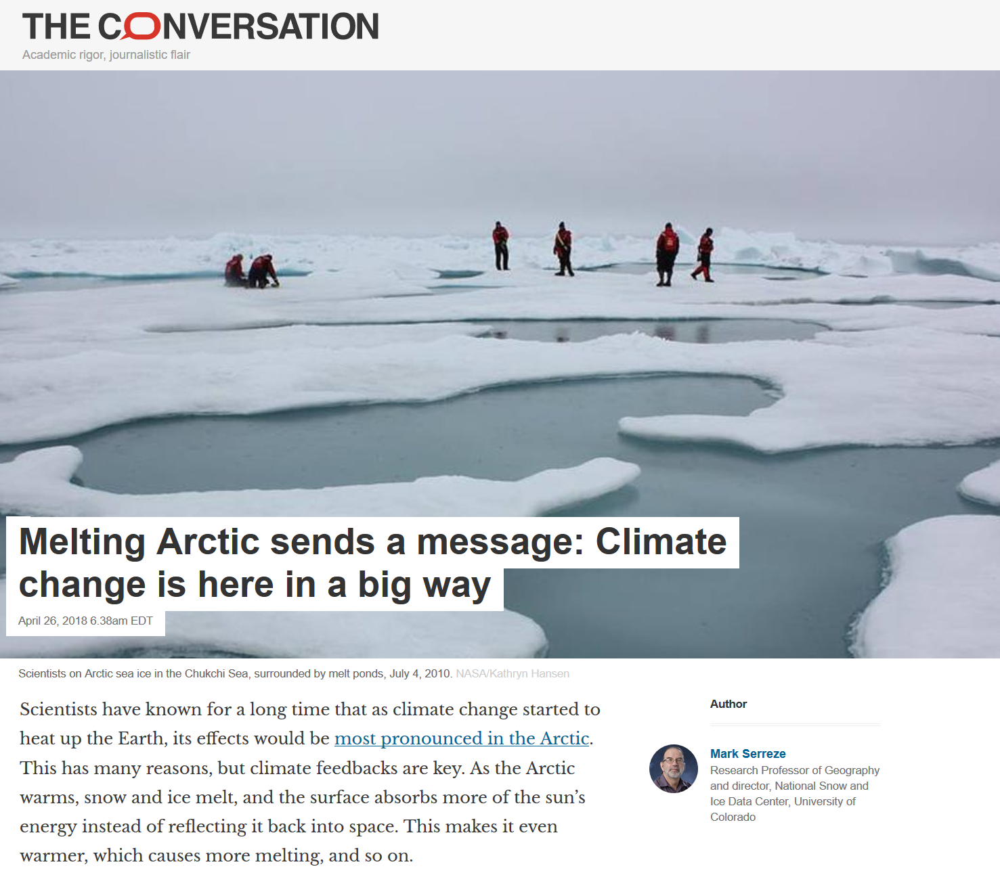 THE CONVERSATION
Academic rigor, journalistic flair
Melting Arctic sends a message: Climate
change is here in a big way
April 26, 2018 6.38am EDT
Scientists on Arctic sea ice in the Chukchi Sea, surrounded by melt ponds, July 4, 2010. NASA/Kathryn Hansen
Scientists have known for a long time that as climate change started to
heat up the Earth, its effects would be most pronounced in the Arctic.
This has many reasons, but climate feedbacks are key. As the Arctic
warms, snow and ice melt, and the surface absorbs more of the sun’s
energy instead of reflecting it back into space. This makes it even
warmer, which causes more melting, and so on.
Author
Mark Serreze
Research Professor of Geography
and director, National Snow and
Ice Data Center, University of
Colorado